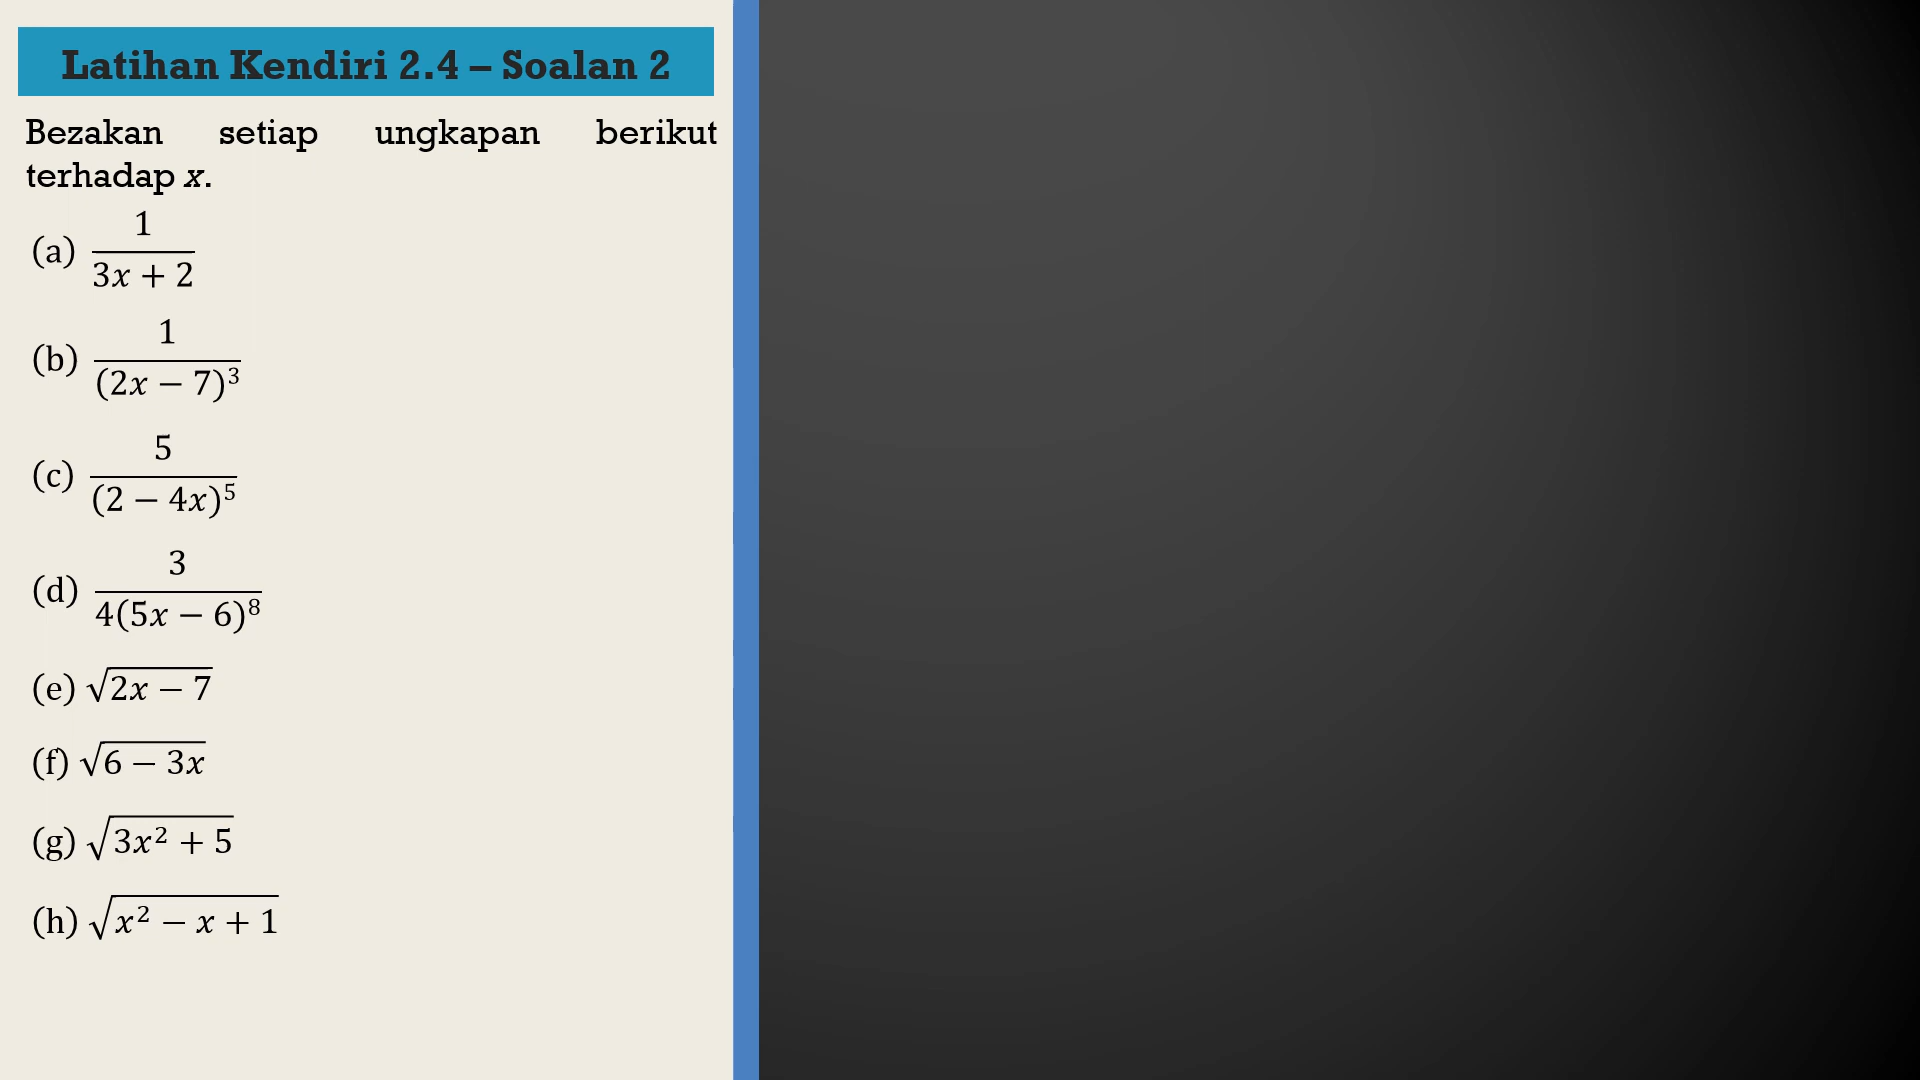 Latihan Kendiri 2.4 – Soalan 2
Bezakan setiap ungkapan berikut
terhadap x.
(a) 1/(3x + 2)
(b) 1/(2x − 7)³
(c) 5/(2 − 4x)⁵
(d) 3/4(5x − 6)⁸
(e) √(2x − 7)
(f) √(6 − 3x)
(g) √(3x² + 5)
(h) √(x² − x + 1)